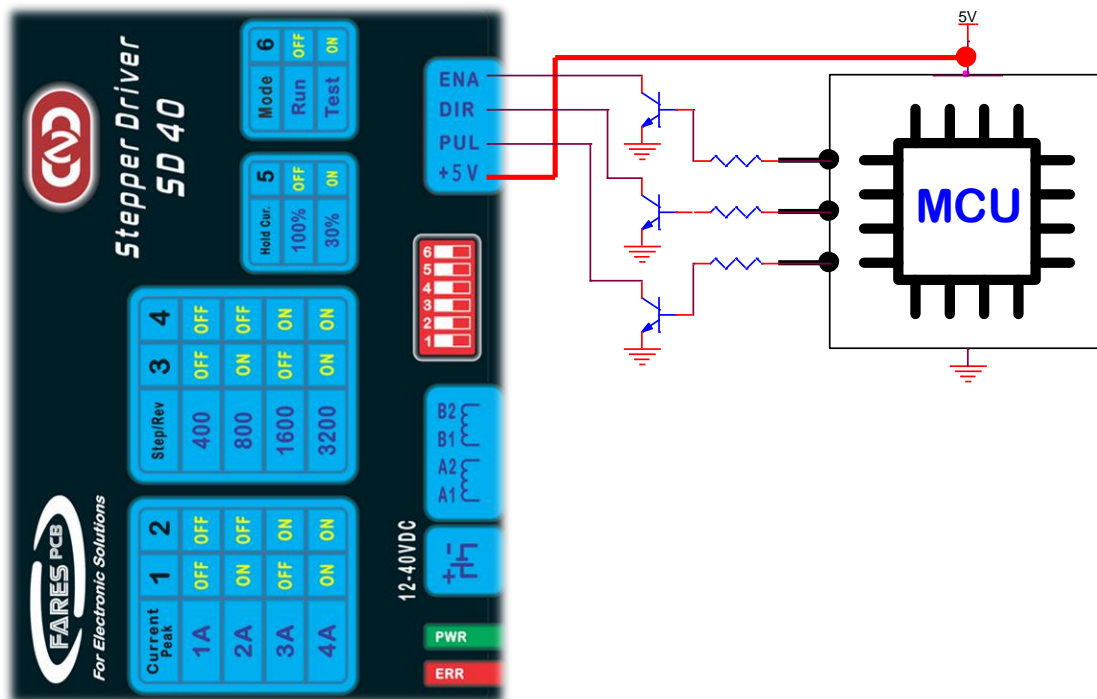 CND
Stepper Driver
SD 40
Mode 6
Run OFF
Test ON
Hold Cur. 5
100% OFF
30% ON
Step/Rev 3 4
400 OFF OFF
800 ON OFF
1600 OFF ON
3200 ON ON
Current Peak 1 2
1A OFF OFF
2A ON OFF
3A OFF ON
4A ON ON
FARES PCB
For Electronic Solutions
ENA
DIR
PUL
+5V
6
5
4
3
2
1
B2
B1
A2
A1
12-40VDC
+ -
PWR
ERR
5V
MCU